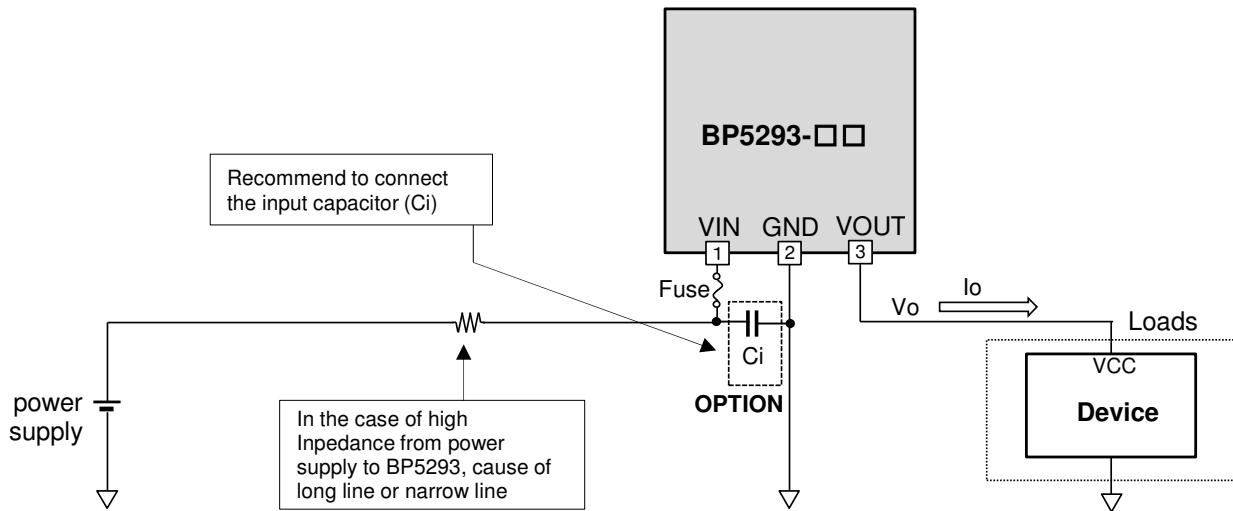 BP5293-□□
Recommend to connect
the input capacitor (Ci)
VIN GND VOUT
1 2 3
Fuse
Vo
Io
Loads
Ci
OPTION
VCC
Device
power
supply
In the case of high
Inpedance from power
supply to BP5293, cause of
long line or narrow line